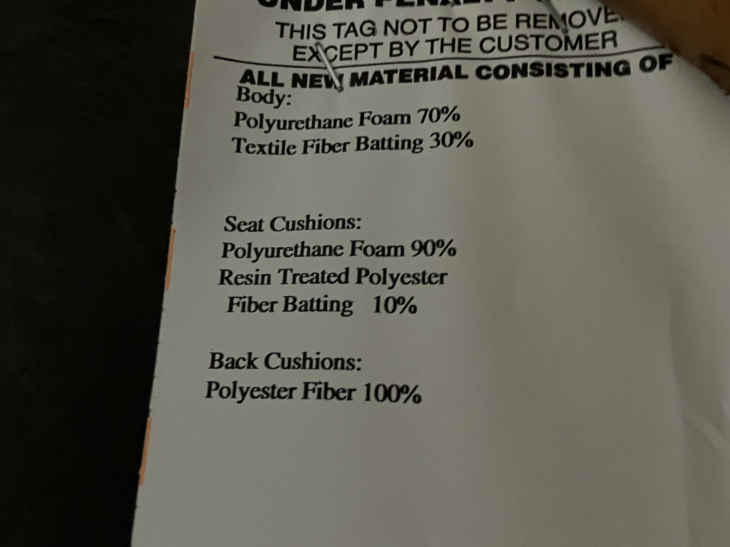 UNDER PENALTY
THIS TAG NOT TO BE REMOVE
EXCEPT BY THE CUSTOMER
ALL NEW MATERIAL CONSISTING OF
Body:
Polyurethane Foam 70%
Textile Fiber Batting 30%
Seat Cushions:
Polyurethane Foam 90%
Resin Treated Polyester
Fiber Batting 10%
Back Cushions:
Polyester Fiber 100%